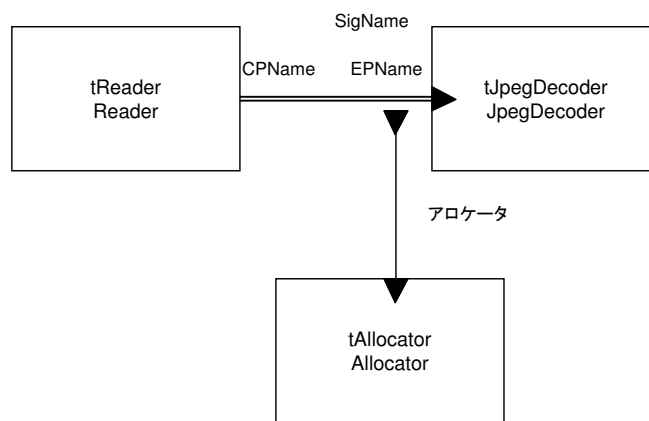 SigName
CPName
EPName
tReader
Reader
tJpegDecoder
JpegDecoder
アロケータ
tAllocator
Allocator